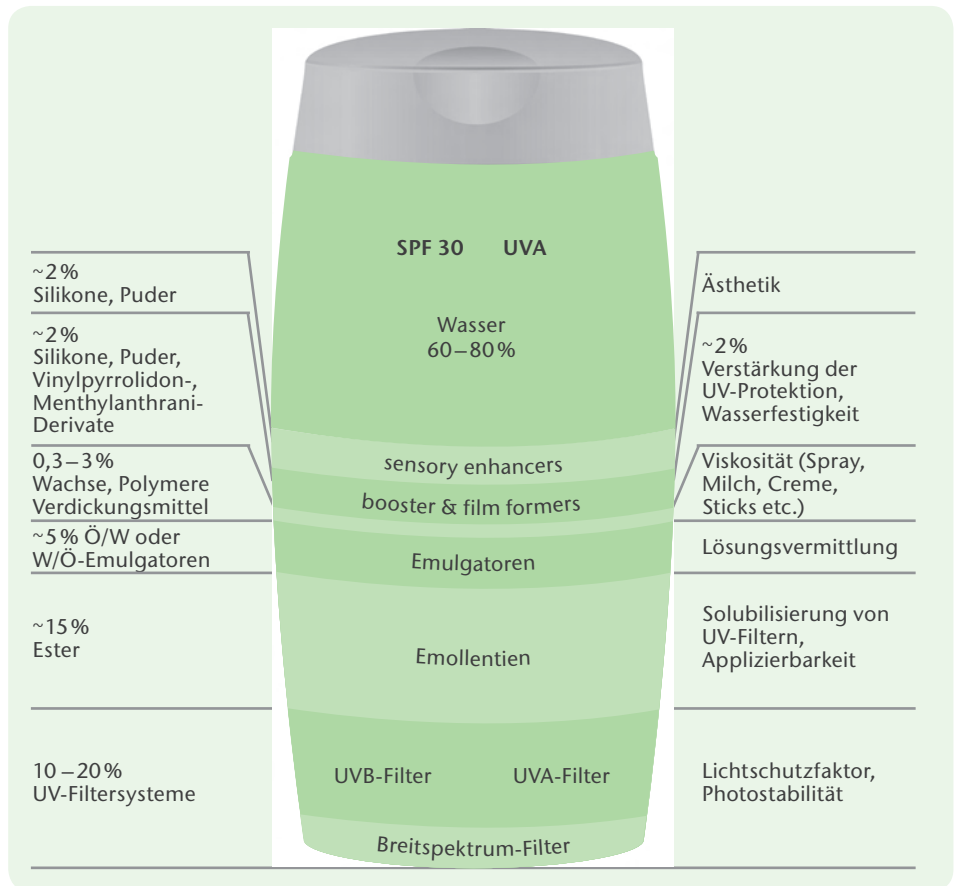 SPF 30 UVA
Wasser
60–80%
sensory enhancers
booster & film formers
Emulgatoren
Emollentien
UVB-Filter UVA-Filter
Breitspektrum-Filter
~2%
Silikone, Puder
~2%
Silikone, Puder,
Vinylpyrrolidon-,
Menthylanthrani-
Derivate
0,3–3%
Wachse, Polymere
Verdickungsmittel
~5% Ö/W oder
W/Ö-Emulgatoren
~15%
Ester
10–20%
UV-Filtersysteme
Ästhetik
~2%
Verstärkung der
UV-Protektion,
Wasserfestigkeit
Viskosität (Spray,
Milch, Creme,
Sticks etc.)
Lösungsvermittlung
Solubilisierung von
UV-Filtern,
Applizierbarkeit
Lichtschutzfaktor,
Photostabilität